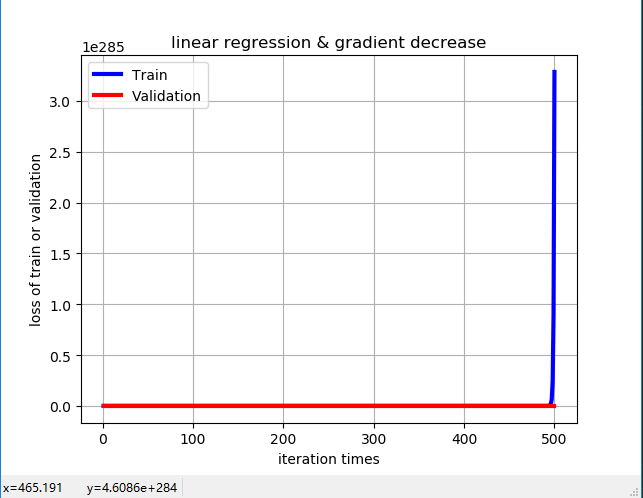 1e285
linear regression & gradient decrease
Train
Validation
3.0
2.5
2.0
1.5
1.0
0.5
0.0
loss of train or validation
0 100 200 300 400 500
iteration times
x=465.191 y=4.6086e+284